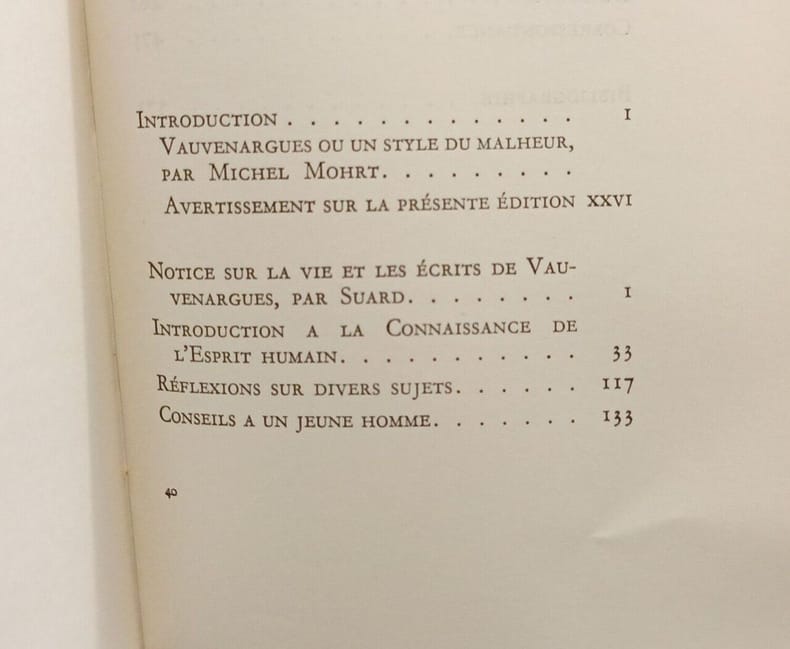 INTRODUCTION . . . . . . . . . . . . . I
VAUVENARGUES OU UN STYLE DU MALHEUR,
PAR MICHEL MOHRT. . . . . . . . .
AVERTISSEMENT SUR LA PRÉSENTE ÉDITION XXVI
NOTICE SUR LA VIE ET LES ÉCRITS DE VAU-
VENARGUES, PAR SUARD. . . . . . . I
INTRODUCTION A LA CONNAISSANCE DE
L'ESPRIT HUMAIN. . . . . . . . . . . 33
RÉFLEXIONS SUR DIVERS SUJETS. . . . . . 117
CONSEILS A UN JEUNE HOMME. . . . . . . 133
40